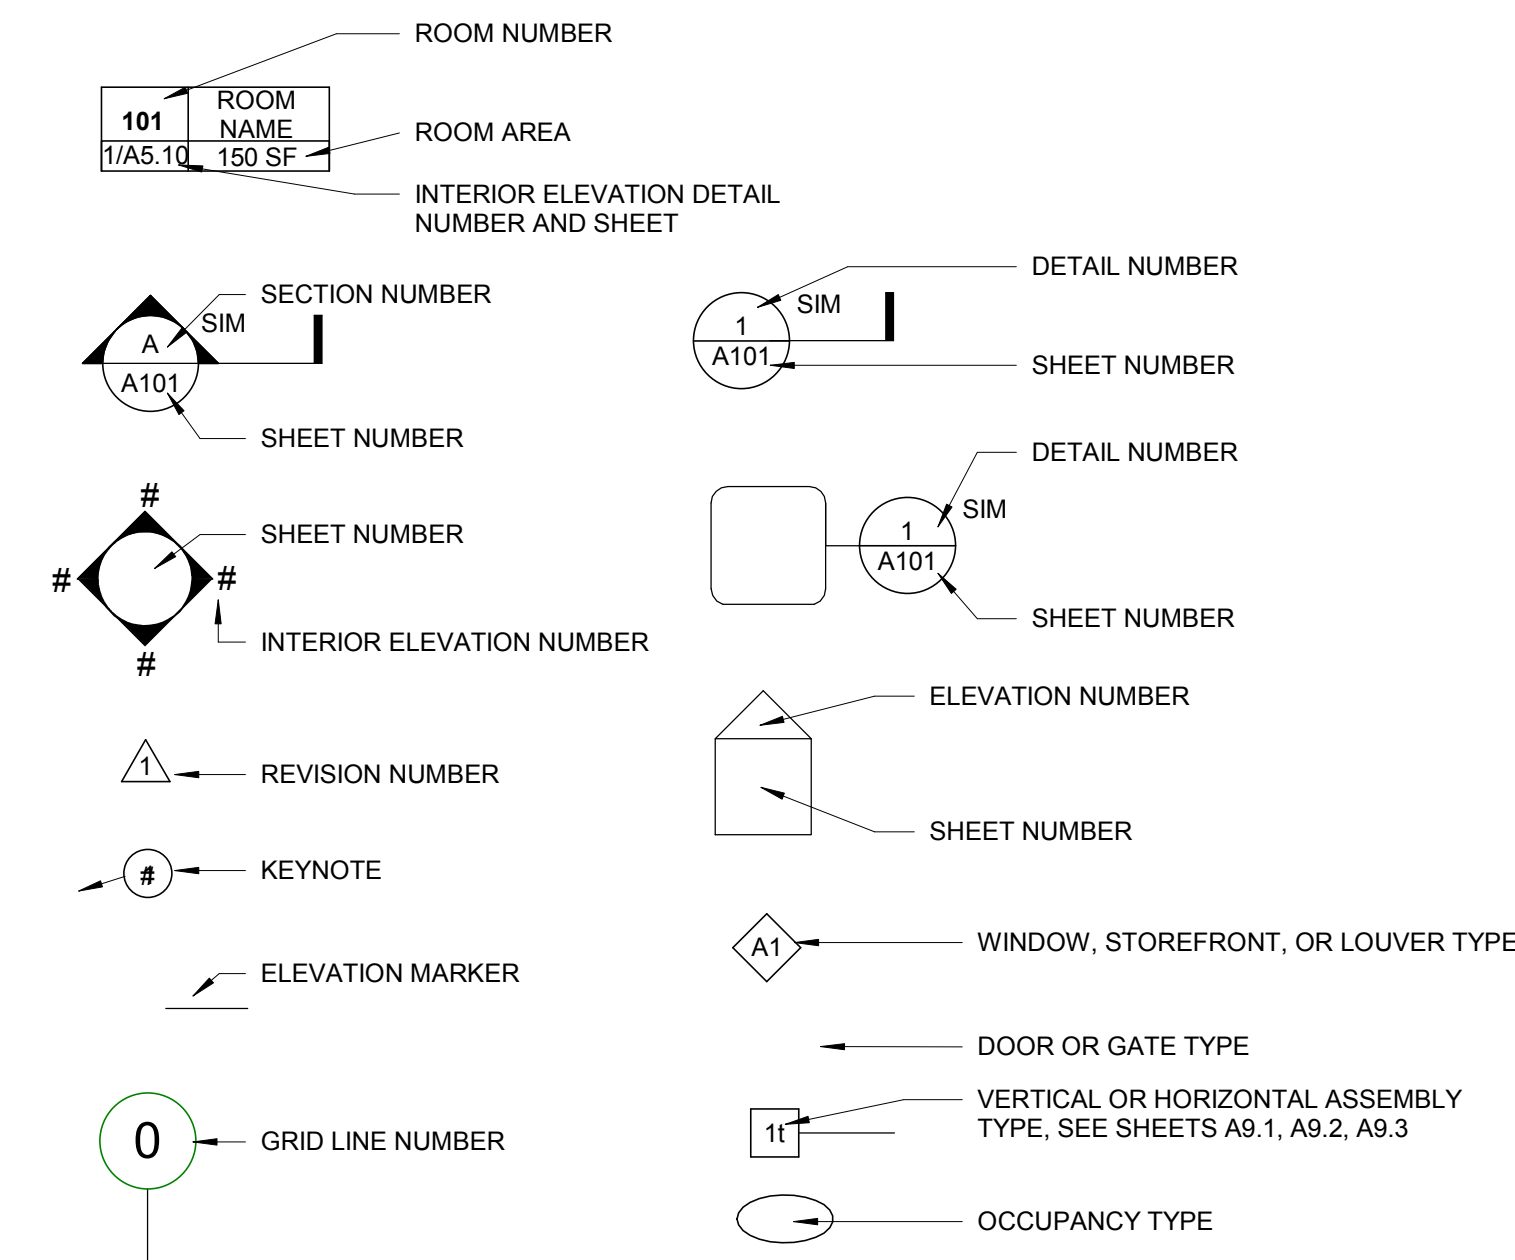 ROOM NUMBER
101
ROOM
NAME
1/A5.10
150 SF
ROOM AREA
INTERIOR ELEVATION DETAIL
NUMBER AND SHEET
SECTION NUMBER
SIM
A
A101
SHEET NUMBER
DETAIL NUMBER
SIM
1
A101
SHEET NUMBER
#
#
#
#
SHEET NUMBER
INTERIOR ELEVATION NUMBER
DETAIL NUMBER
SIM
1
A101
SHEET NUMBER
ELEVATION NUMBER
SHEET NUMBER
1
REVISION NUMBER
#
KEYNOTE
ELEVATION MARKER
A1
WINDOW, STOREFRONT, OR LOUVER TYPE
DOOR OR GATE TYPE
0
GRID LINE NUMBER
1t
VERTICAL OR HORIZONTAL ASSEMBLY
TYPE, SEE SHEETS A9.1, A9.2, A9.3
OCCUPANCY TYPE